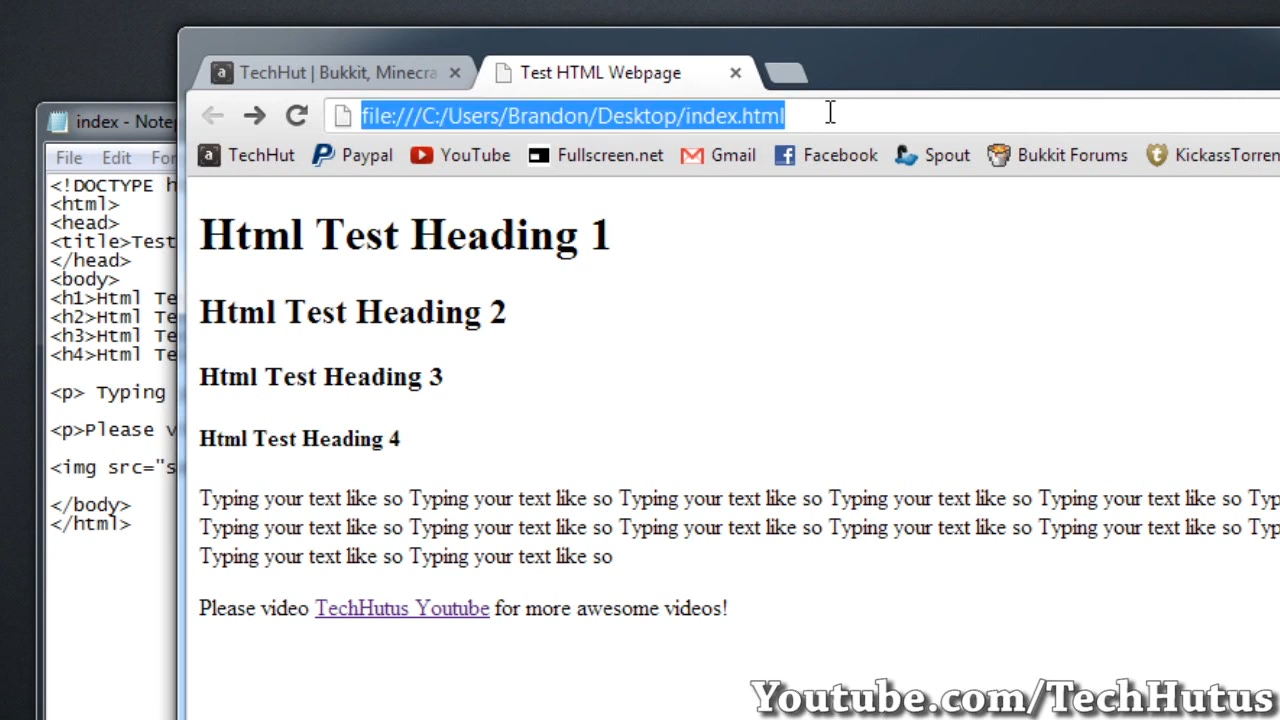 TechHut | Bukkit, Minecra
Test HTML Webpage
index - Note
file:///C:/Users/Brandon/Desktop/index.html
File Edit For
TechHut Paypal YouTube Fullscreen.net Gmail Facebook Spout Bukkit Forums KickassTorren
<!DOCTYPE h
<html>
<head>
<title>Test
</head>
<body>
<h1>Html Te
<h2>Html Te
<h3>Html Te
<h4>Html Te
<p> Typing
<p>Please v
<img src="s
</body>
</html>
Html Test Heading 1
Html Test Heading 2
Html Test Heading 3
Html Test Heading 4
Typing your text like so Typing your text like so Typing your text like so Typing your text like so Typing your text like so Typ
Typing your text like so Typing your text like so Typing your text like so Typing your text like so Typing your text like so Typ
Typing your text like so Typing your text like so
Please video TechHutus Youtube for more awesome videos!
Youtube.com/TechHutus